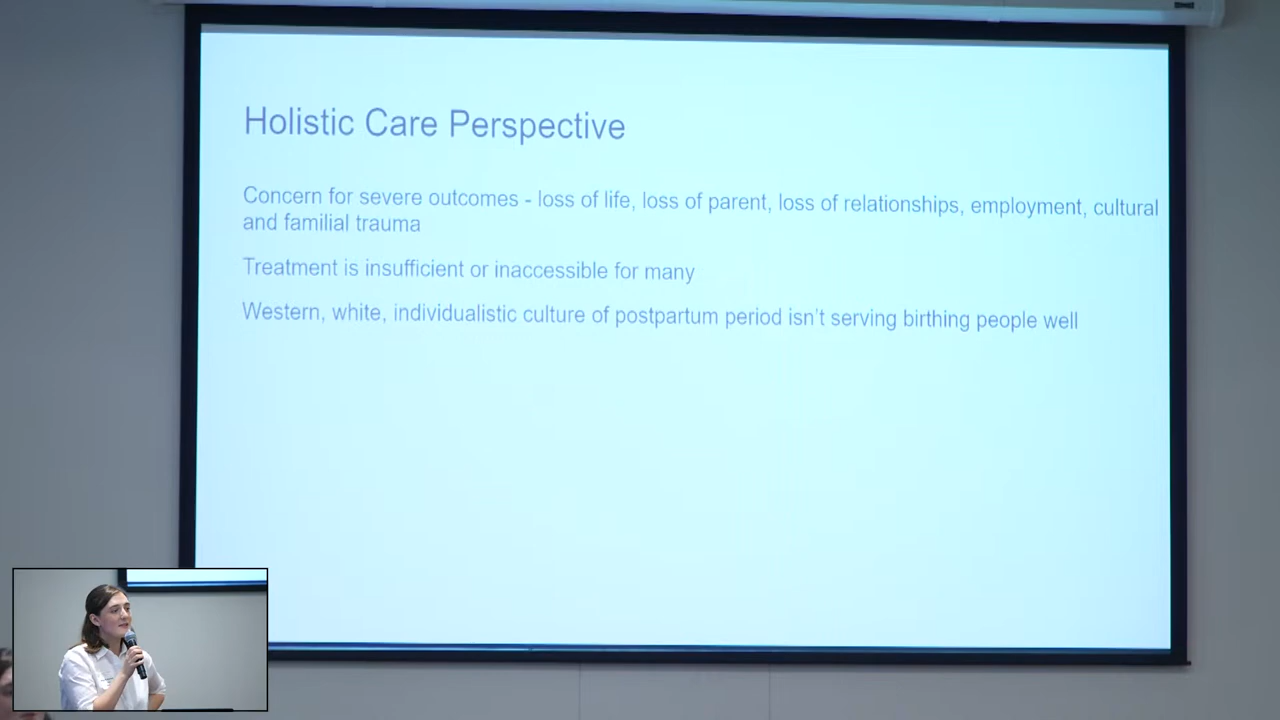 Holistic Care Perspective
Concern for severe outcomes - loss of life, loss of parent, loss of relationships, employment, cultural
and familial trauma
Treatment is insufficient or inaccessible for many
Western, white, individualistic culture of postpartum period isn't serving birthing people well